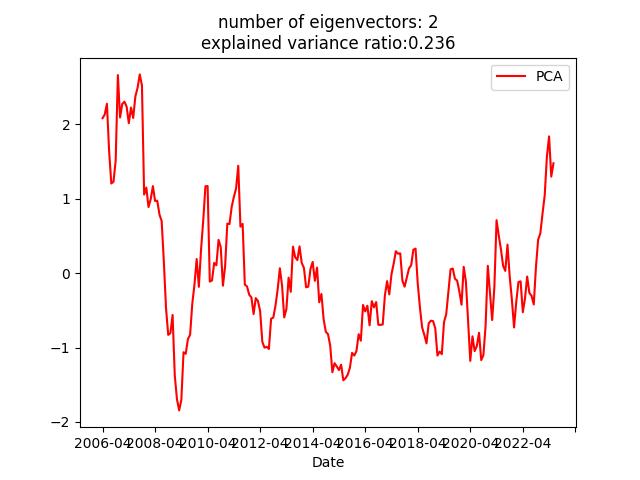 number of eigenvectors: 2
explained variance ratio:0.236
PCA
2
1
0
−1
−2
2006-04 2008-04 2010-04 2012-04 2014-04 2016-04 2018-04 2020-04 2022-04
Date